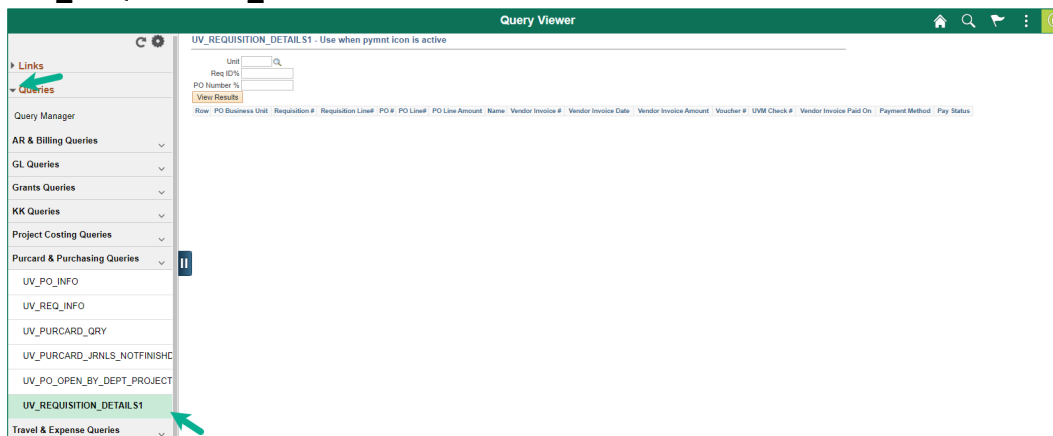 Query Viewer
UV_REQUISITION_DETAILS1 - Use when pymnt icon is active
Links
Queries
Query Manager
AR & Billing Queries
GL Queries
Grants Queries
KK Queries
Project Costing Queries
Purcard & Purchasing Queries
UV_PO_INFO
UV_REQ_INFO
UV_PURCARD_QRY
UV_PURCARD_JRNLS_NOTFINISHD
UV_PO_OPEN_BY_DEPT_PROJECT
UV_REQUISITION_DETAILS1
Travel & Expense Queries
Unit
Req ID%
PO Number %
View Results
Row PO Business Unit Requisition # Requisition Line# PO # PO Line# PO Line Amount Name Vendor Invoice # Vendor Invoice Date Vendor Invoice Amount Voucher # UVM Check # Vendor Invoice Paid On Payment Method Pay Status